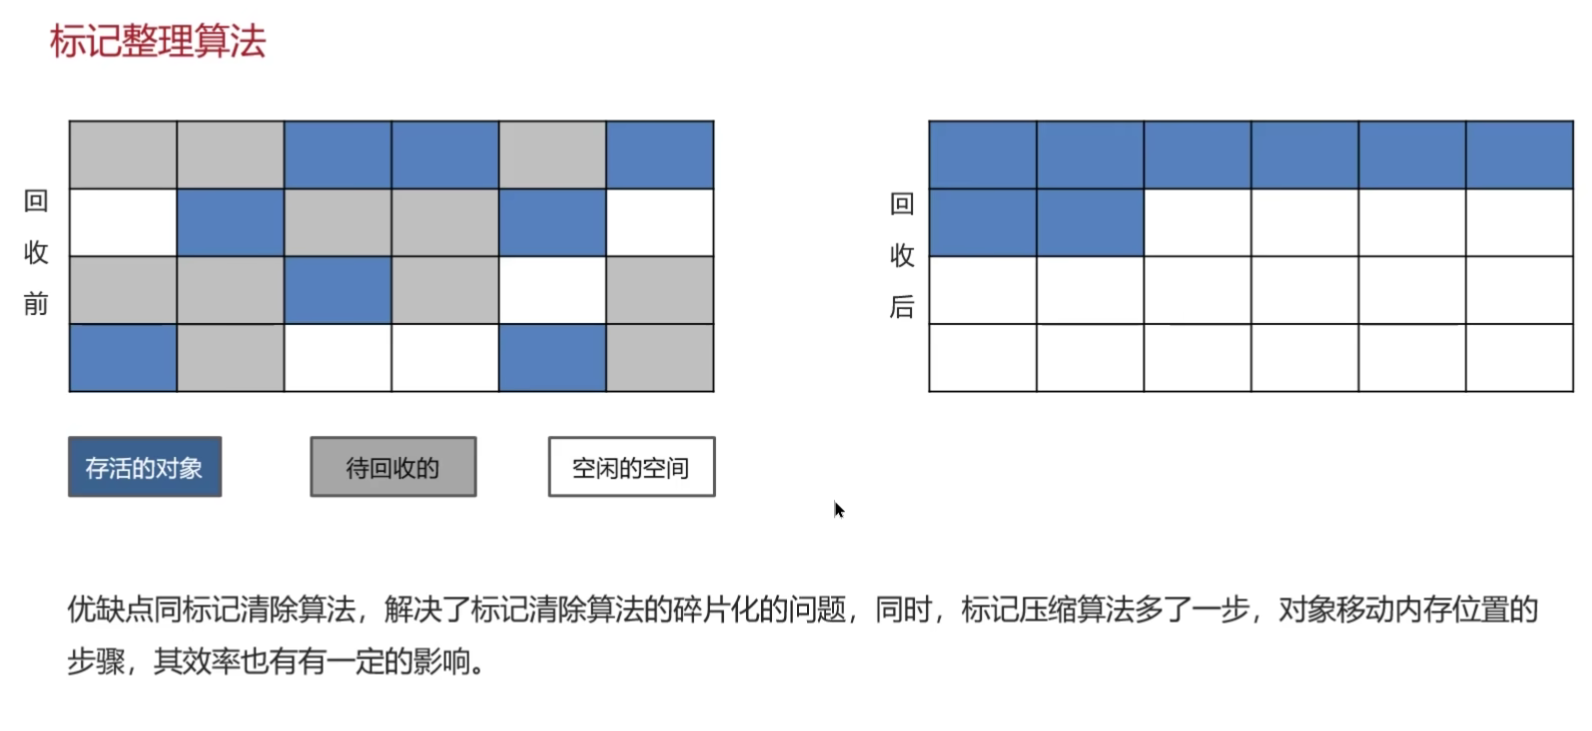 标记整理算法
回收前
回收后
存活的对象
待回收的
空闲的空间
优缺点同标记清除算法，解决了标记清除算法的碎片化的问题，同时，标记压缩算法多了一步，对象移动内存位置的
步骤，其效率也有有一定的影响。